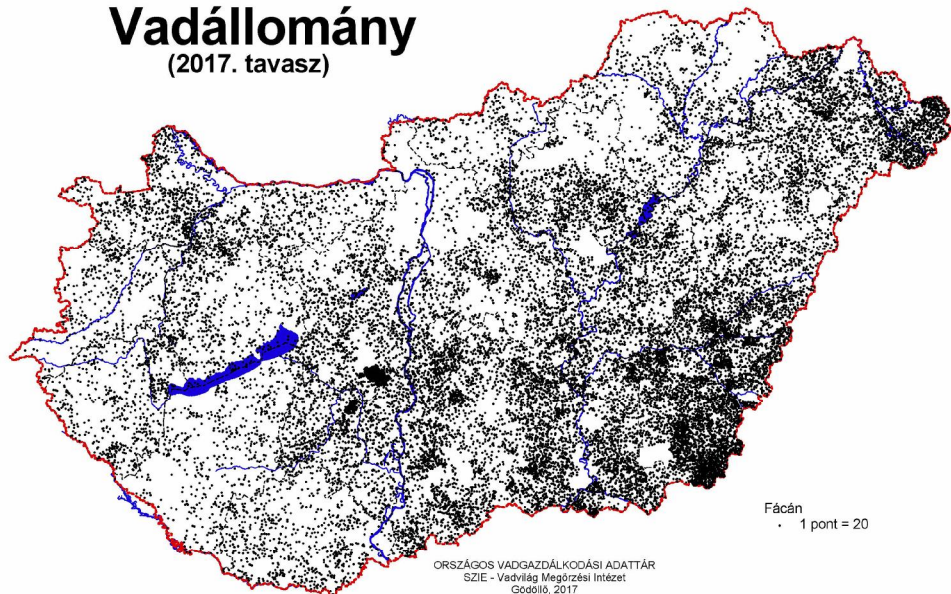 Vadállomány
(2017. tavasz)
Fácán
1 pont = 20
ORSZÁGOS VADGAZDÁLKODÁSI ADATTÁR
SZIE - Vadvilág Megőrzési Intézet
Gödöllő, 2017